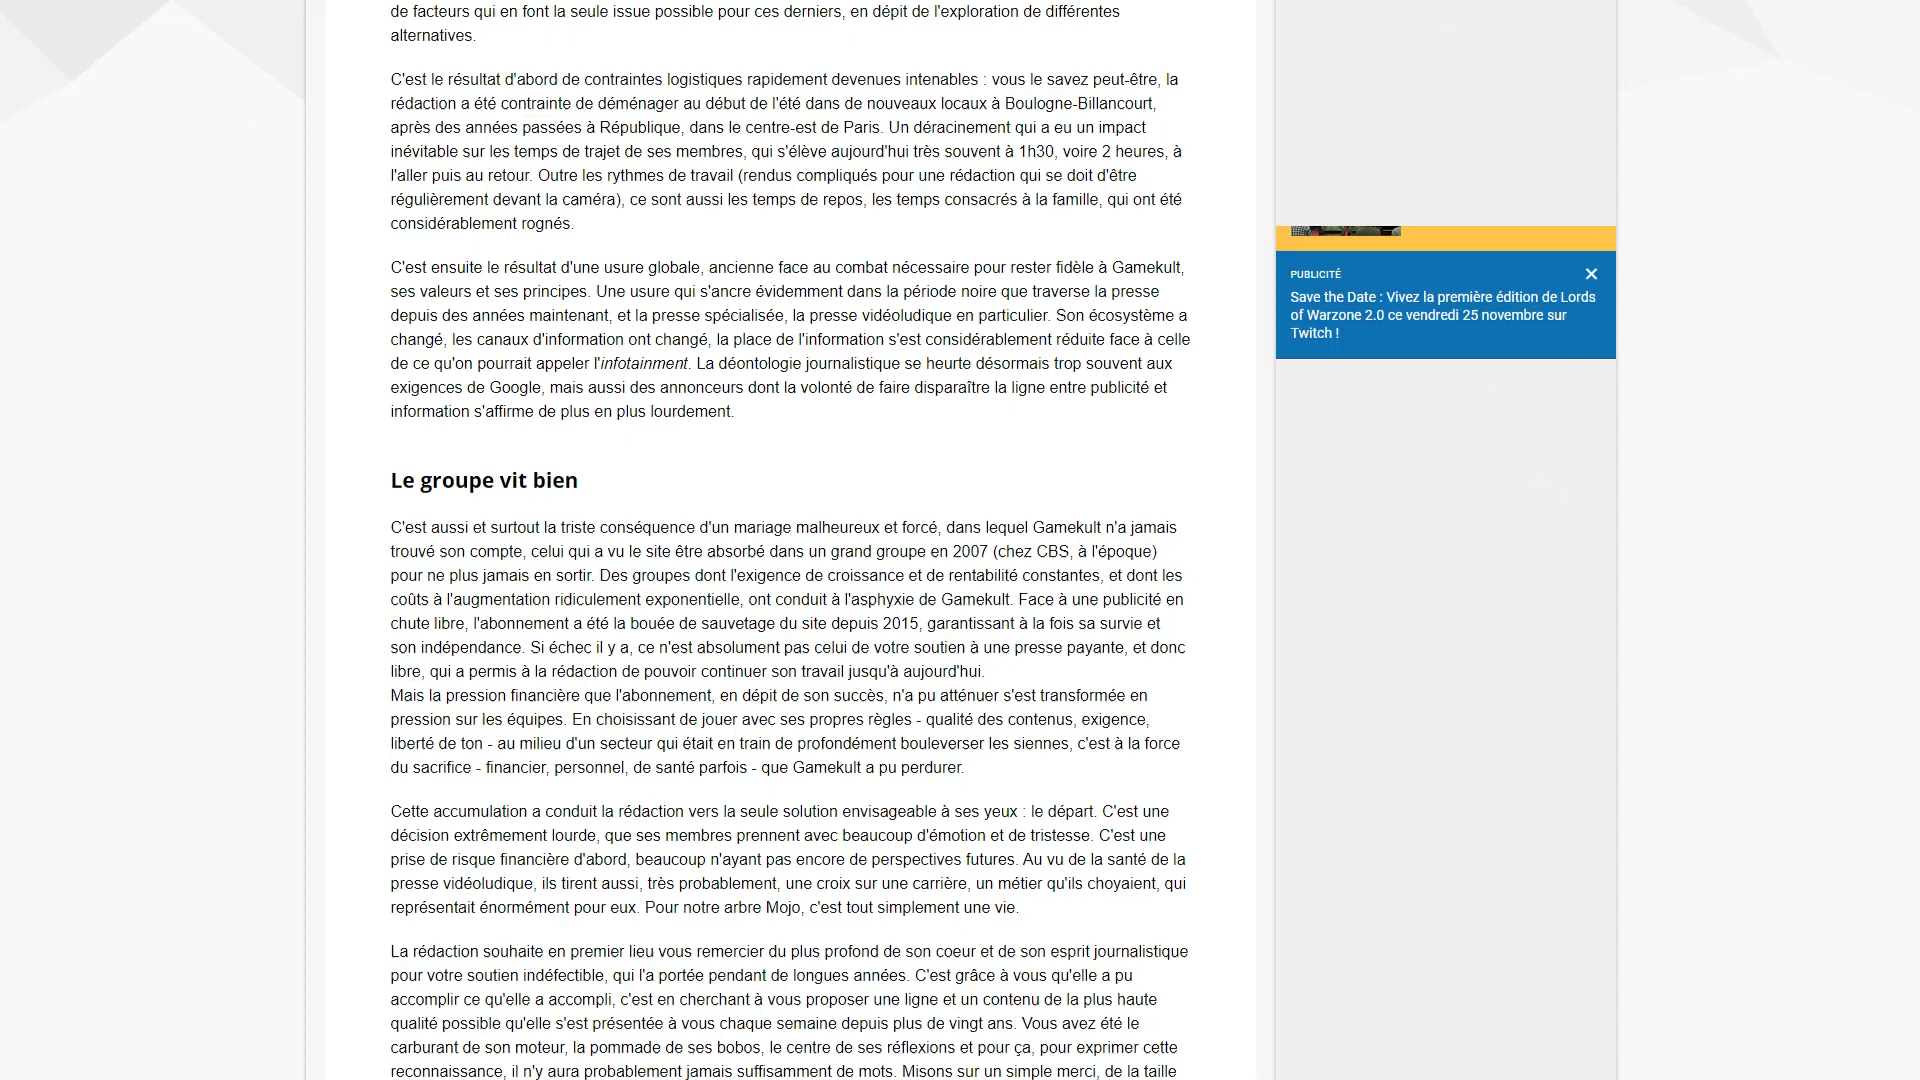 de facteurs qui en font la seule issue possible pour ces derniers, en dépit de l'exploration de différentes
alternatives.
C'est le résultat d'abord de contraintes logistiques rapidement devenues intenables : vous le savez peut-être, la
rédaction a été contrainte de déménager au début de l'été dans de nouveaux locaux à Boulogne-Billancourt,
après des années passées à République, dans le centre-est de Paris. Un déracinement qui a eu un impact
inévitable sur les temps de trajet de ses membres, qui s'élève aujourd'hui très souvent à 1h30, voire 2 heures, à
l'aller puis au retour. Outre les rythmes de travail (rendus compliqués pour une rédaction qui se doit d'être
régulièrement devant la caméra), ce sont aussi les temps de repos, les temps consacrés à la famille, qui ont été
considérablement rognés.
C'est ensuite le résultat d'une usure globale, ancienne face au combat nécessaire pour rester fidèle à Gamekult,
ses valeurs et ses principes. Une usure qui s'ancre évidemment dans la période noire que traverse la presse
depuis des années maintenant, et la presse spécialisée, la presse vidéoludique en particulier. Son écosystème a
changé, les canaux d'information ont changé, la place de l'information s'est considérablement réduite face à celle
de ce qu'on pourrait appeler l'infotainment. La déontologie journalistique se heurte désormais trop souvent aux
exigences de Google, mais aussi des annonceurs dont la volonté de faire disparaître la ligne entre publicité et
information s'affirme de plus en plus lourdement.
Le groupe vit bien
C'est aussi et surtout la triste conséquence d'un mariage malheureux et forcé, dans lequel Gamekult n'a jamais
trouvé son compte, celui qui a vu le site être absorbé dans un grand groupe en 2007 (chez CBS, à l'époque)
pour ne plus jamais en sortir. Des groupes dont l'exigence de croissance et de rentabilité constantes, et dont les
coûts à l'augmentation ridiculement exponentielle, ont conduit à l'asphyxie de Gamekult. Face à une publicité en
chute libre, l'abonnement a été la bouée de sauvetage du site depuis 2015, garantissant à la fois sa survie et
son indépendance. Si échec il y a, ce n'est absolument pas celui de votre soutien à une presse payante, et donc
libre, qui a permis à la rédaction de pouvoir continuer son travail jusqu'à aujourd'hui.
Mais la pression financière que l'abonnement, en dépit de son succès, n'a pu atténuer s'est transformée en
pression sur les équipes. En choisissant de jouer avec ses propres règles - qualité des contenus, exigence,
liberté de ton - au milieu d'un secteur qui était en train de profondément bouleverser les siennes, c'est à la force
du sacrifice - financier, personnel, de santé parfois - que Gamekult a pu perdurer.
Cette accumulation a conduit la rédaction vers la seule solution envisageable à ses yeux : le départ. C'est une
décision extrêmement lourde, que ses membres prennent avec beaucoup d'émotion et de tristesse. C'est une
prise de risque financière d'abord, beaucoup n'ayant pas encore de perspectives futures. Au vu de la santé de la
presse vidéoludique, ils tirent aussi, très probablement, une croix sur une carrière, un métier qu'ils choyaient, qui
représentait énormément pour eux. Pour notre arbre Mojo, c'est tout simplement une vie.
La rédaction souhaite en premier lieu vous remercier du plus profond de son coeur et de son esprit journalistique
pour votre soutien indéfectible, qui l'a portée pendant de longues années. C'est grâce à vous qu'elle a pu
accomplir ce qu'elle a accompli, c'est en cherchant à vous proposer une ligne et un contenu de la plus haute
qualité possible qu'elle s'est présentée à vous chaque semaine depuis plus de vingt ans. Vous avez été le
carburant de son moteur, la pommade de ses bobos, le centre de ses réflexions et pour ça, pour exprimer cette
reconnaissance, il n'y aura probablement jamais suffisamment de mots. Misons sur un simple merci, de la taille
PUBLICITÉ
Save the Date : Vivez la première édition de Lords
of Warzone 2.0 ce vendredi 25 novembre sur
Twitch !